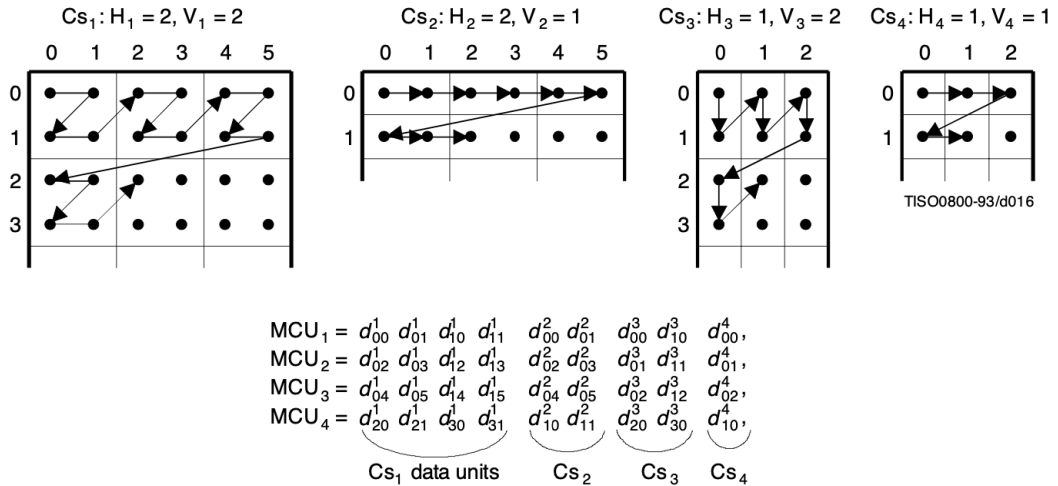 Cs1: H1 = 2, V1 = 2 Cs2: H2 = 2, V2 = 1 Cs3: H3 = 1, V3 = 2 Cs4: H4 = 1, V4 = 1
0 1 2 3 4 5 0 1 2 3 4 5 0 1 2 0 1 2
0 0 0 0
1 1 1 1
2 2
TISO0800-93/d016
3 3
MCU1 = d¹00 d¹01 d¹10 d¹11 d²00 d²01 d³00 d³10 d⁴00,
MCU2 = d¹02 d¹03 d¹12 d¹13 d²02 d²03 d³01 d³11 d⁴01,
MCU3 = d¹04 d¹05 d¹14 d¹15 d²04 d²05 d³02 d³12 d⁴02,
MCU4 = d¹20 d¹21 d¹30 d¹31 d²10 d²11 d³20 d³30 d⁴10,
Cs1 data units Cs2 Cs3 Cs4